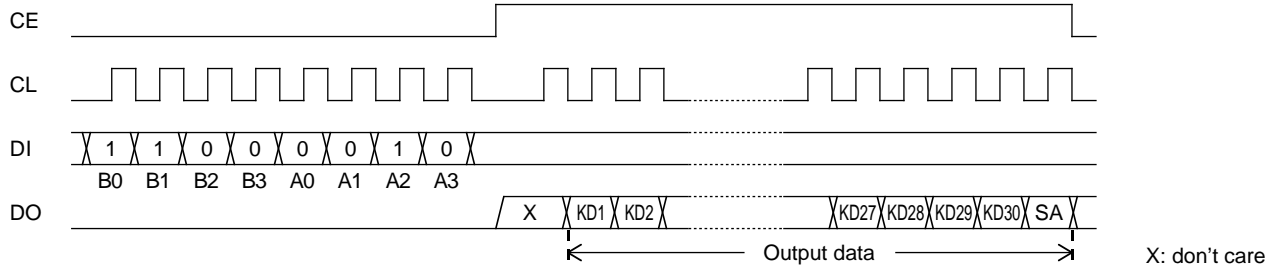 CE
CL
DI 1 1 0 0 0 0 1 0
B0 B1 B2 B3 A0 A1 A2 A3
DO X KD1 KD2 KD27 KD28 KD29 KD30 SA
Output data X: don't care